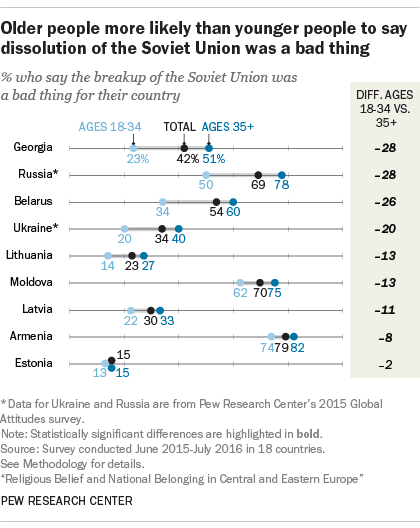 Older people more likely than younger people to say
dissolution of the Soviet Union was a bad thing
% who say the breakup of the Soviet Union was
a bad thing for their country
DIFF. AGES
18-34 VS.
35+
AGES 18-34 TOTAL AGES 35+
Georgia 23% 42% 51% -28
Russia* 50 69 78 -28
Belarus 34 54 60 -26
Ukraine* 20 34 40 -20
Lithuania 14 23 27 -13
Moldova 62 70 75 -13
Latvia 22 30 33 -11
Armenia 74 79 82 -8
Estonia 13 15 15 -2
*Data for Ukraine and Russia are from Pew Research Center's 2015 Global
Attitudes survey.
Note: Statistically significant differences are highlighted in bold.
Source: Survey conducted June 2015-July 2016 in 18 countries.
See Methodology for details.
"Religious Belief and National Belonging in Central and Eastern Europe"
PEW RESEARCH CENTER